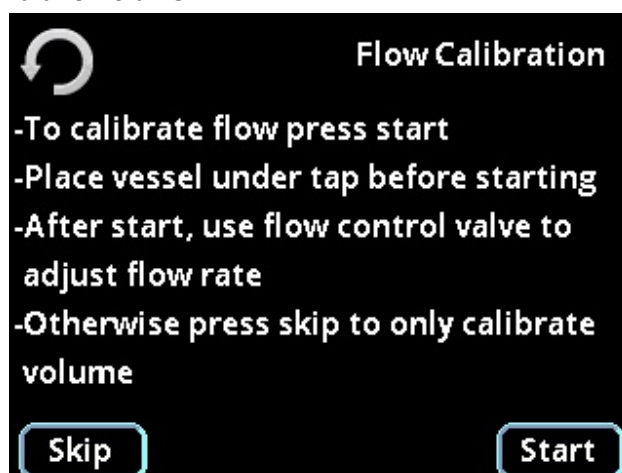 Flow Calibration
-To calibrate flow press start
-Place vessel under tap before starting
-After start, use flow control valve to
adjust flow rate
-Otherwise press skip to only calibrate
volume
Skip
Start